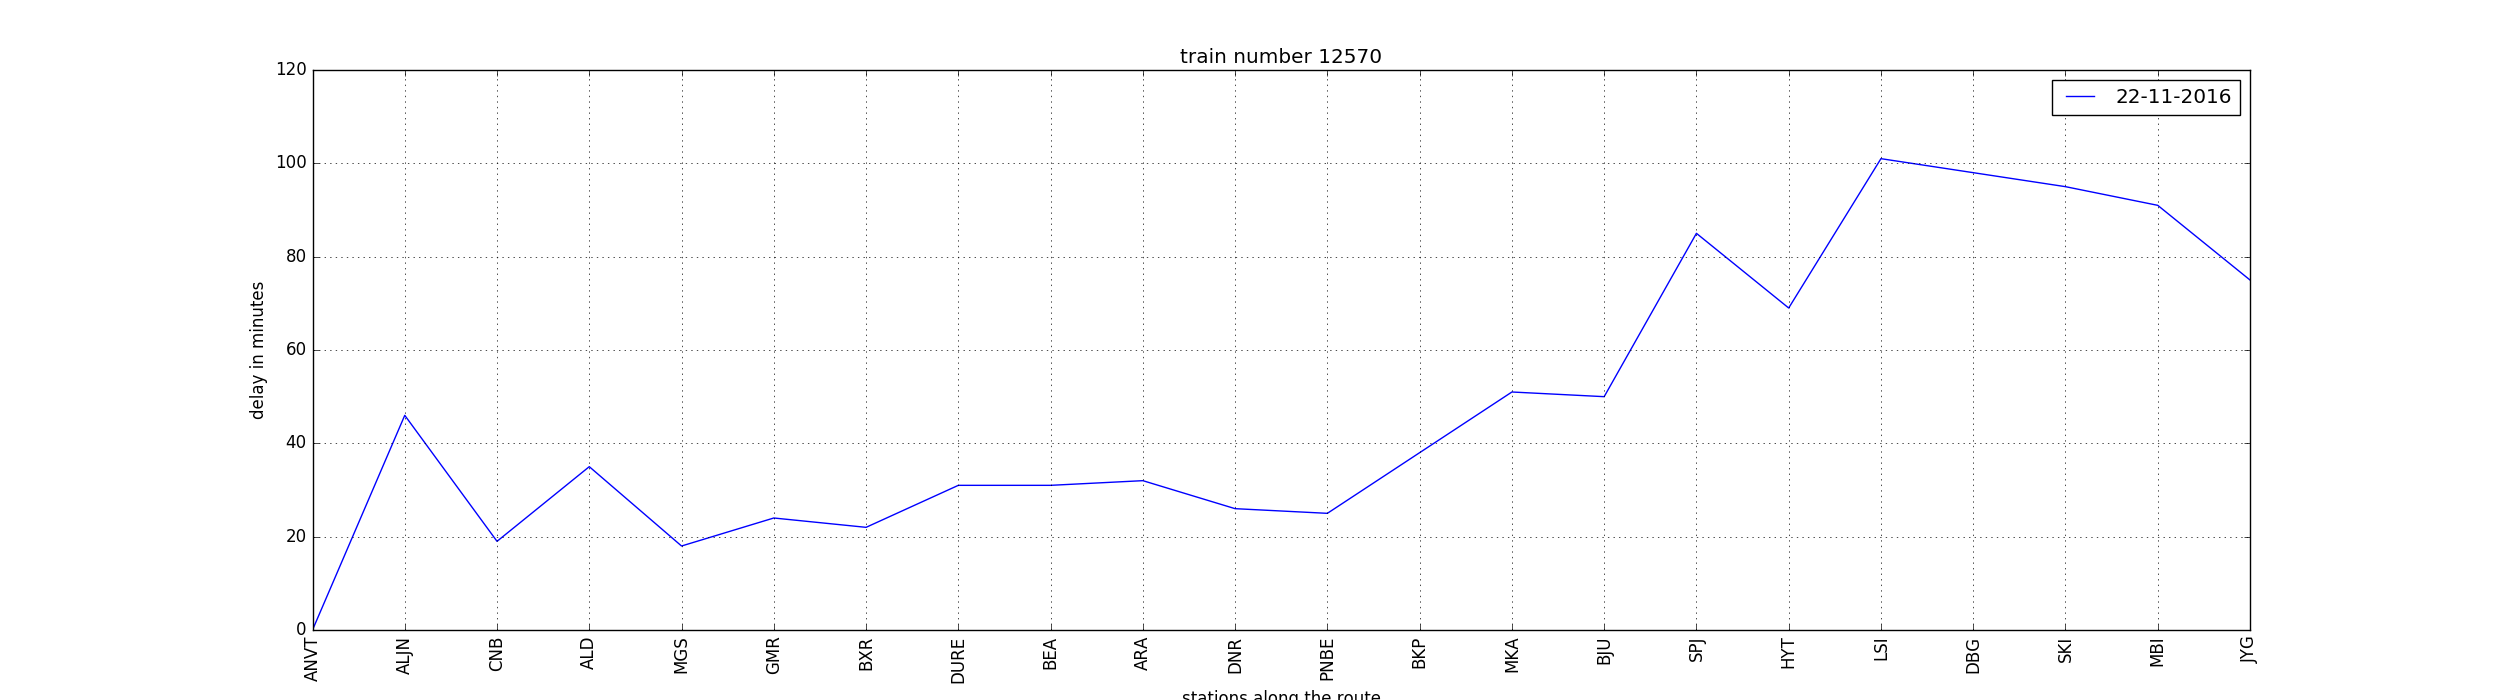 train number 12570
22-11-2016
120
100
80
60
40
20
0
delay in minutes
ANVT ALJN CNB ALD MGS GMR BXR DURE BEA ARA DNR PNBE BKP MKA BJU SPJ HYT LSI DBG SKI MBI JYG
stations along the route